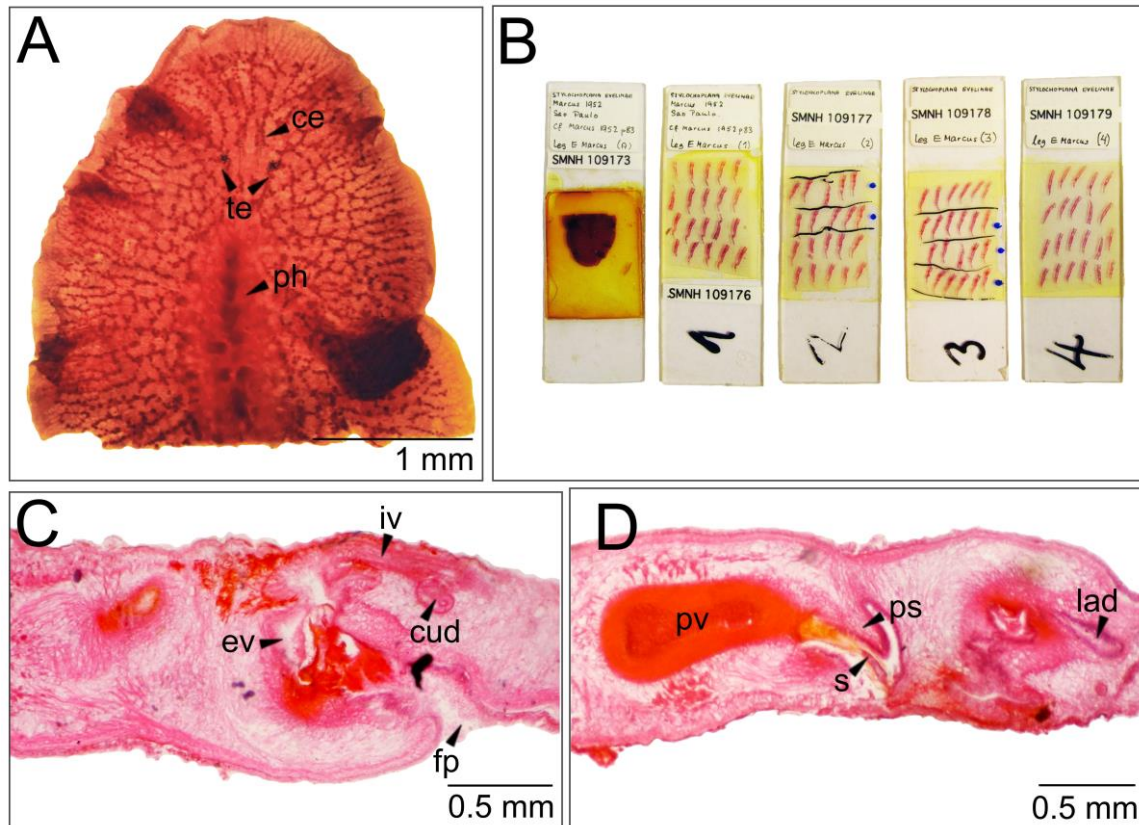 A
ce
te
ph
1 mm
B
STYLOCHOPLANA EVELINAE
Marcus 1952
Sao Paulo
Cf Marcus 1952 p83
Leg E Marcus (A)
SMNH 109173
STYLOCHOPLANA EVELINAE
Marcus 1952
Sao Paulo.
Cf Marcus 1952 p83
Leg E Marcus (1)
SMNH 109176
1
STYLOCHOPLANA EVELINAE
SMNH 109177
Leg E Marcus (2)
2
STYLOCHOPLANA EVELINAE
SMNH 109178
Leg E Marcus (3)
3
STYLOCHOPLANA EVELINAE
SMNH 109179
Leg E Marcus (4)
4
C
iv
ev
cud
fp
0.5 mm
D
pv
ps
s
lad
0.5 mm